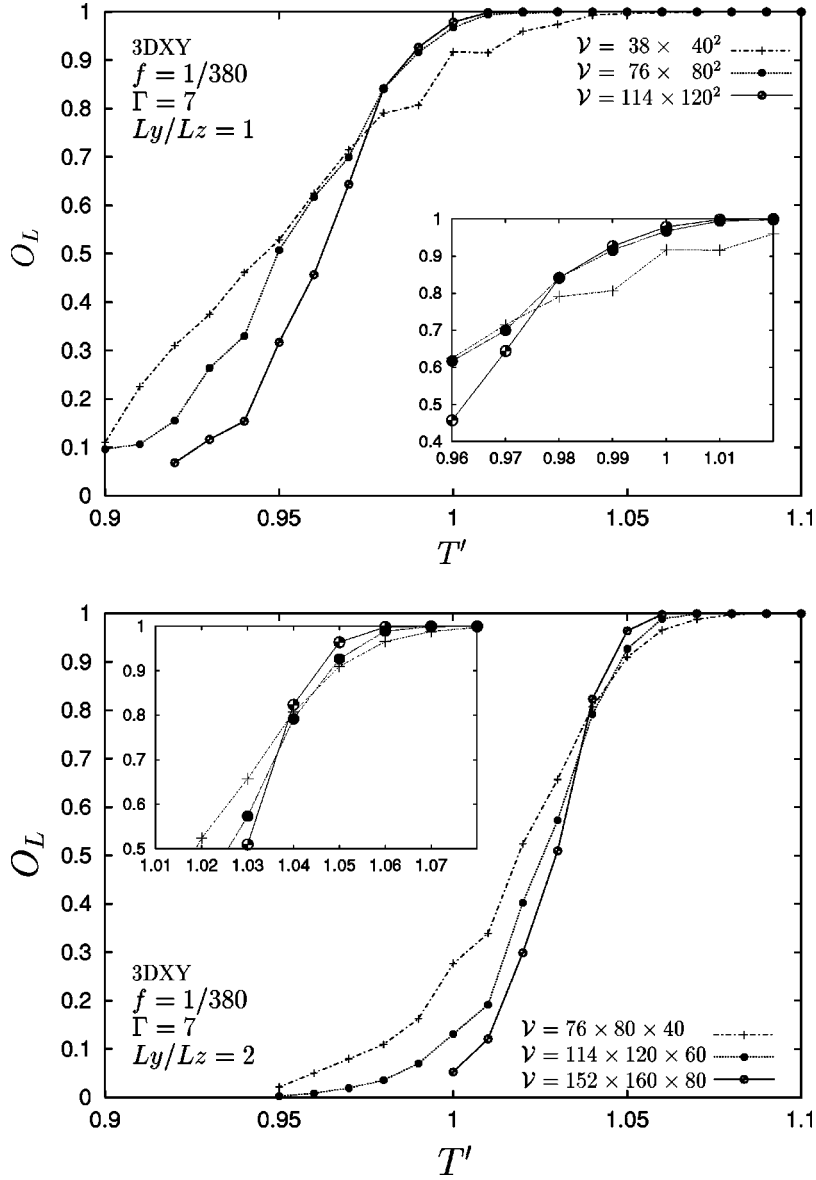 1
0.9
0.8
0.7
0.6
0.5
0.4
0.3
0.2
0.1
0
O_L
3DXY
f = 1/380
Γ = 7
Ly/Lz = 1
𝒱 = 38 × 40²
𝒱 = 76 × 80²
𝒱 = 114 × 120²
1
0.9
0.8
0.7
0.6
0.5
0.4
0.96 0.97 0.98 0.99 1 1.01
0.9 0.95 1 1.05 1.1
T′
1
0.9
0.8
0.7
0.6
0.5
0.4
0.3
0.2
0.1
0
O_L
1
0.9
0.8
0.7
0.6
0.5
1.01 1.02 1.03 1.04 1.05 1.06 1.07
3DXY
f = 1/380
Γ = 7
Ly/Lz = 2
𝒱 = 76 × 80 × 40
𝒱 = 114 × 120 × 60
𝒱 = 152 × 160 × 80
0.9 0.95 1 1.05 1.1
T′